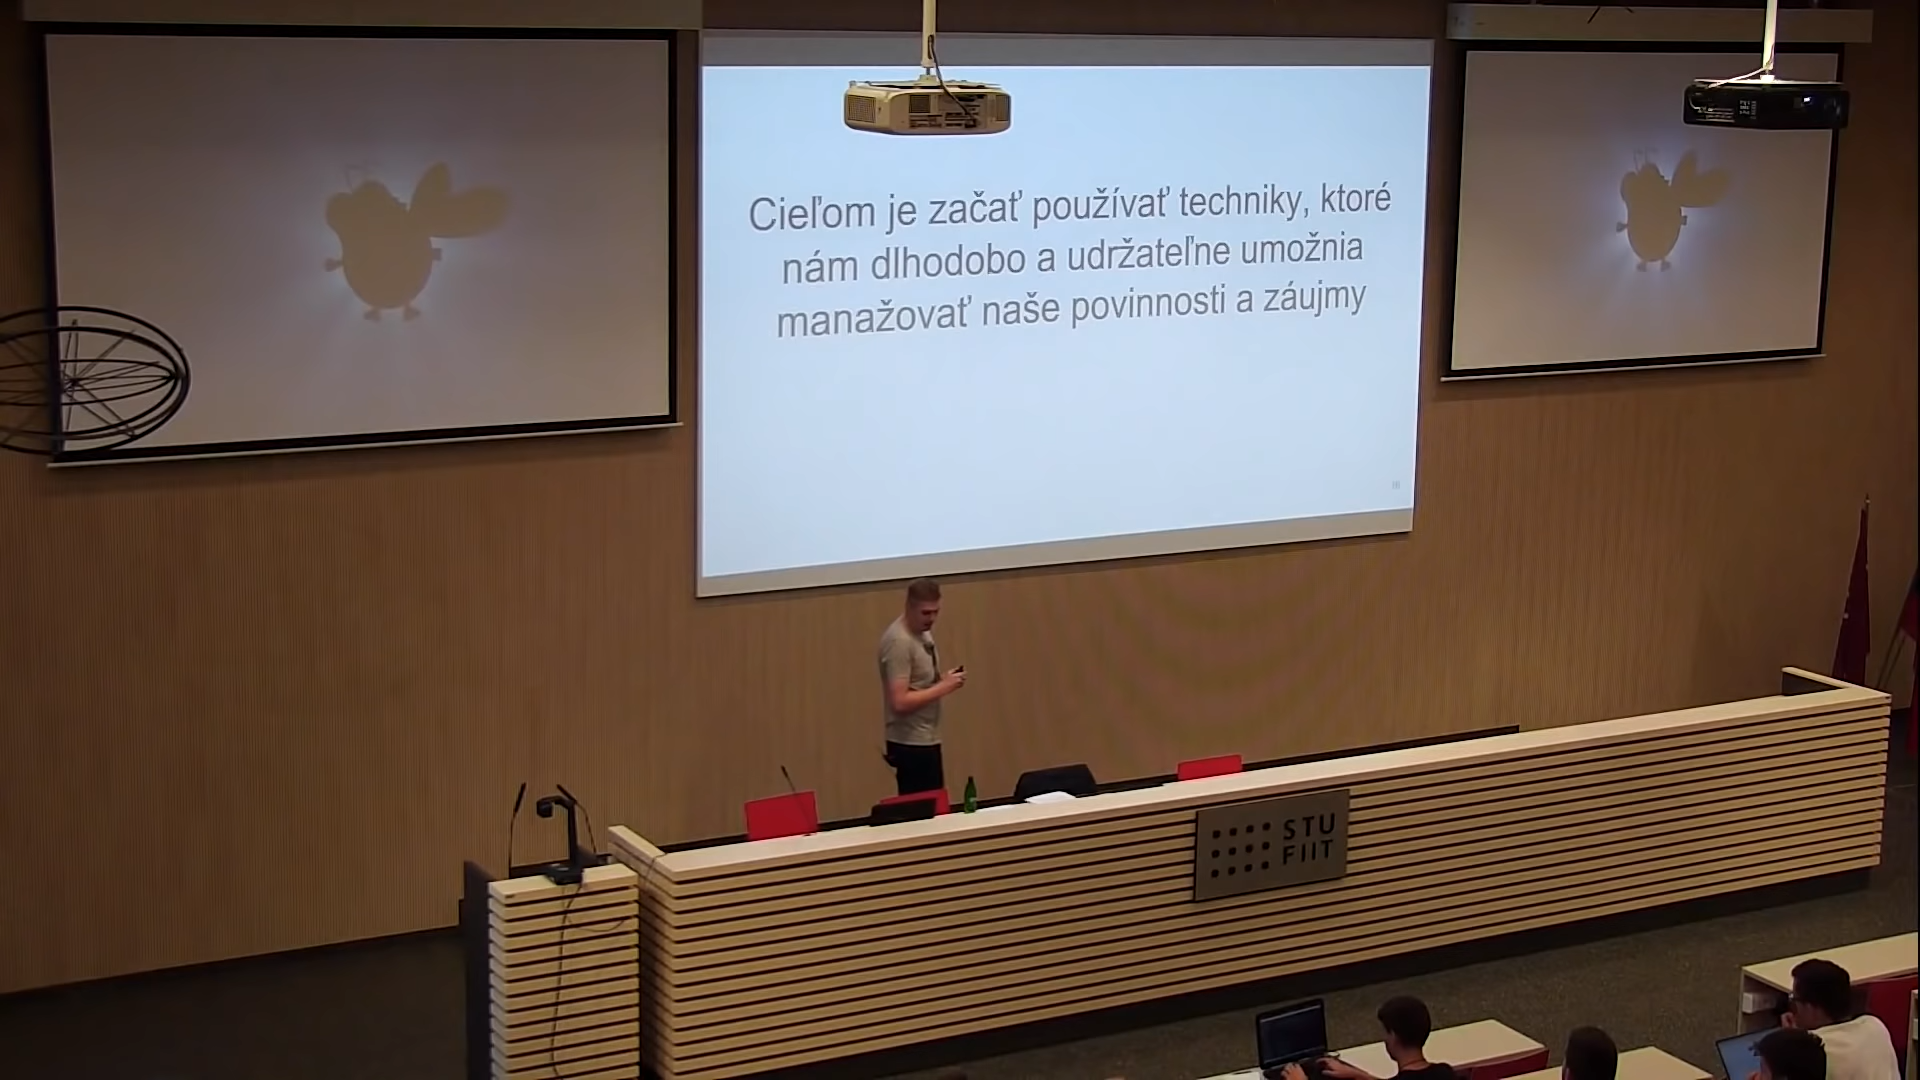 Cieľom je začať používať techniky, ktoré
nám dlhodobo a udržateľne umožnia
manažovať naše povinnosti a záujmy
STU
FIIT